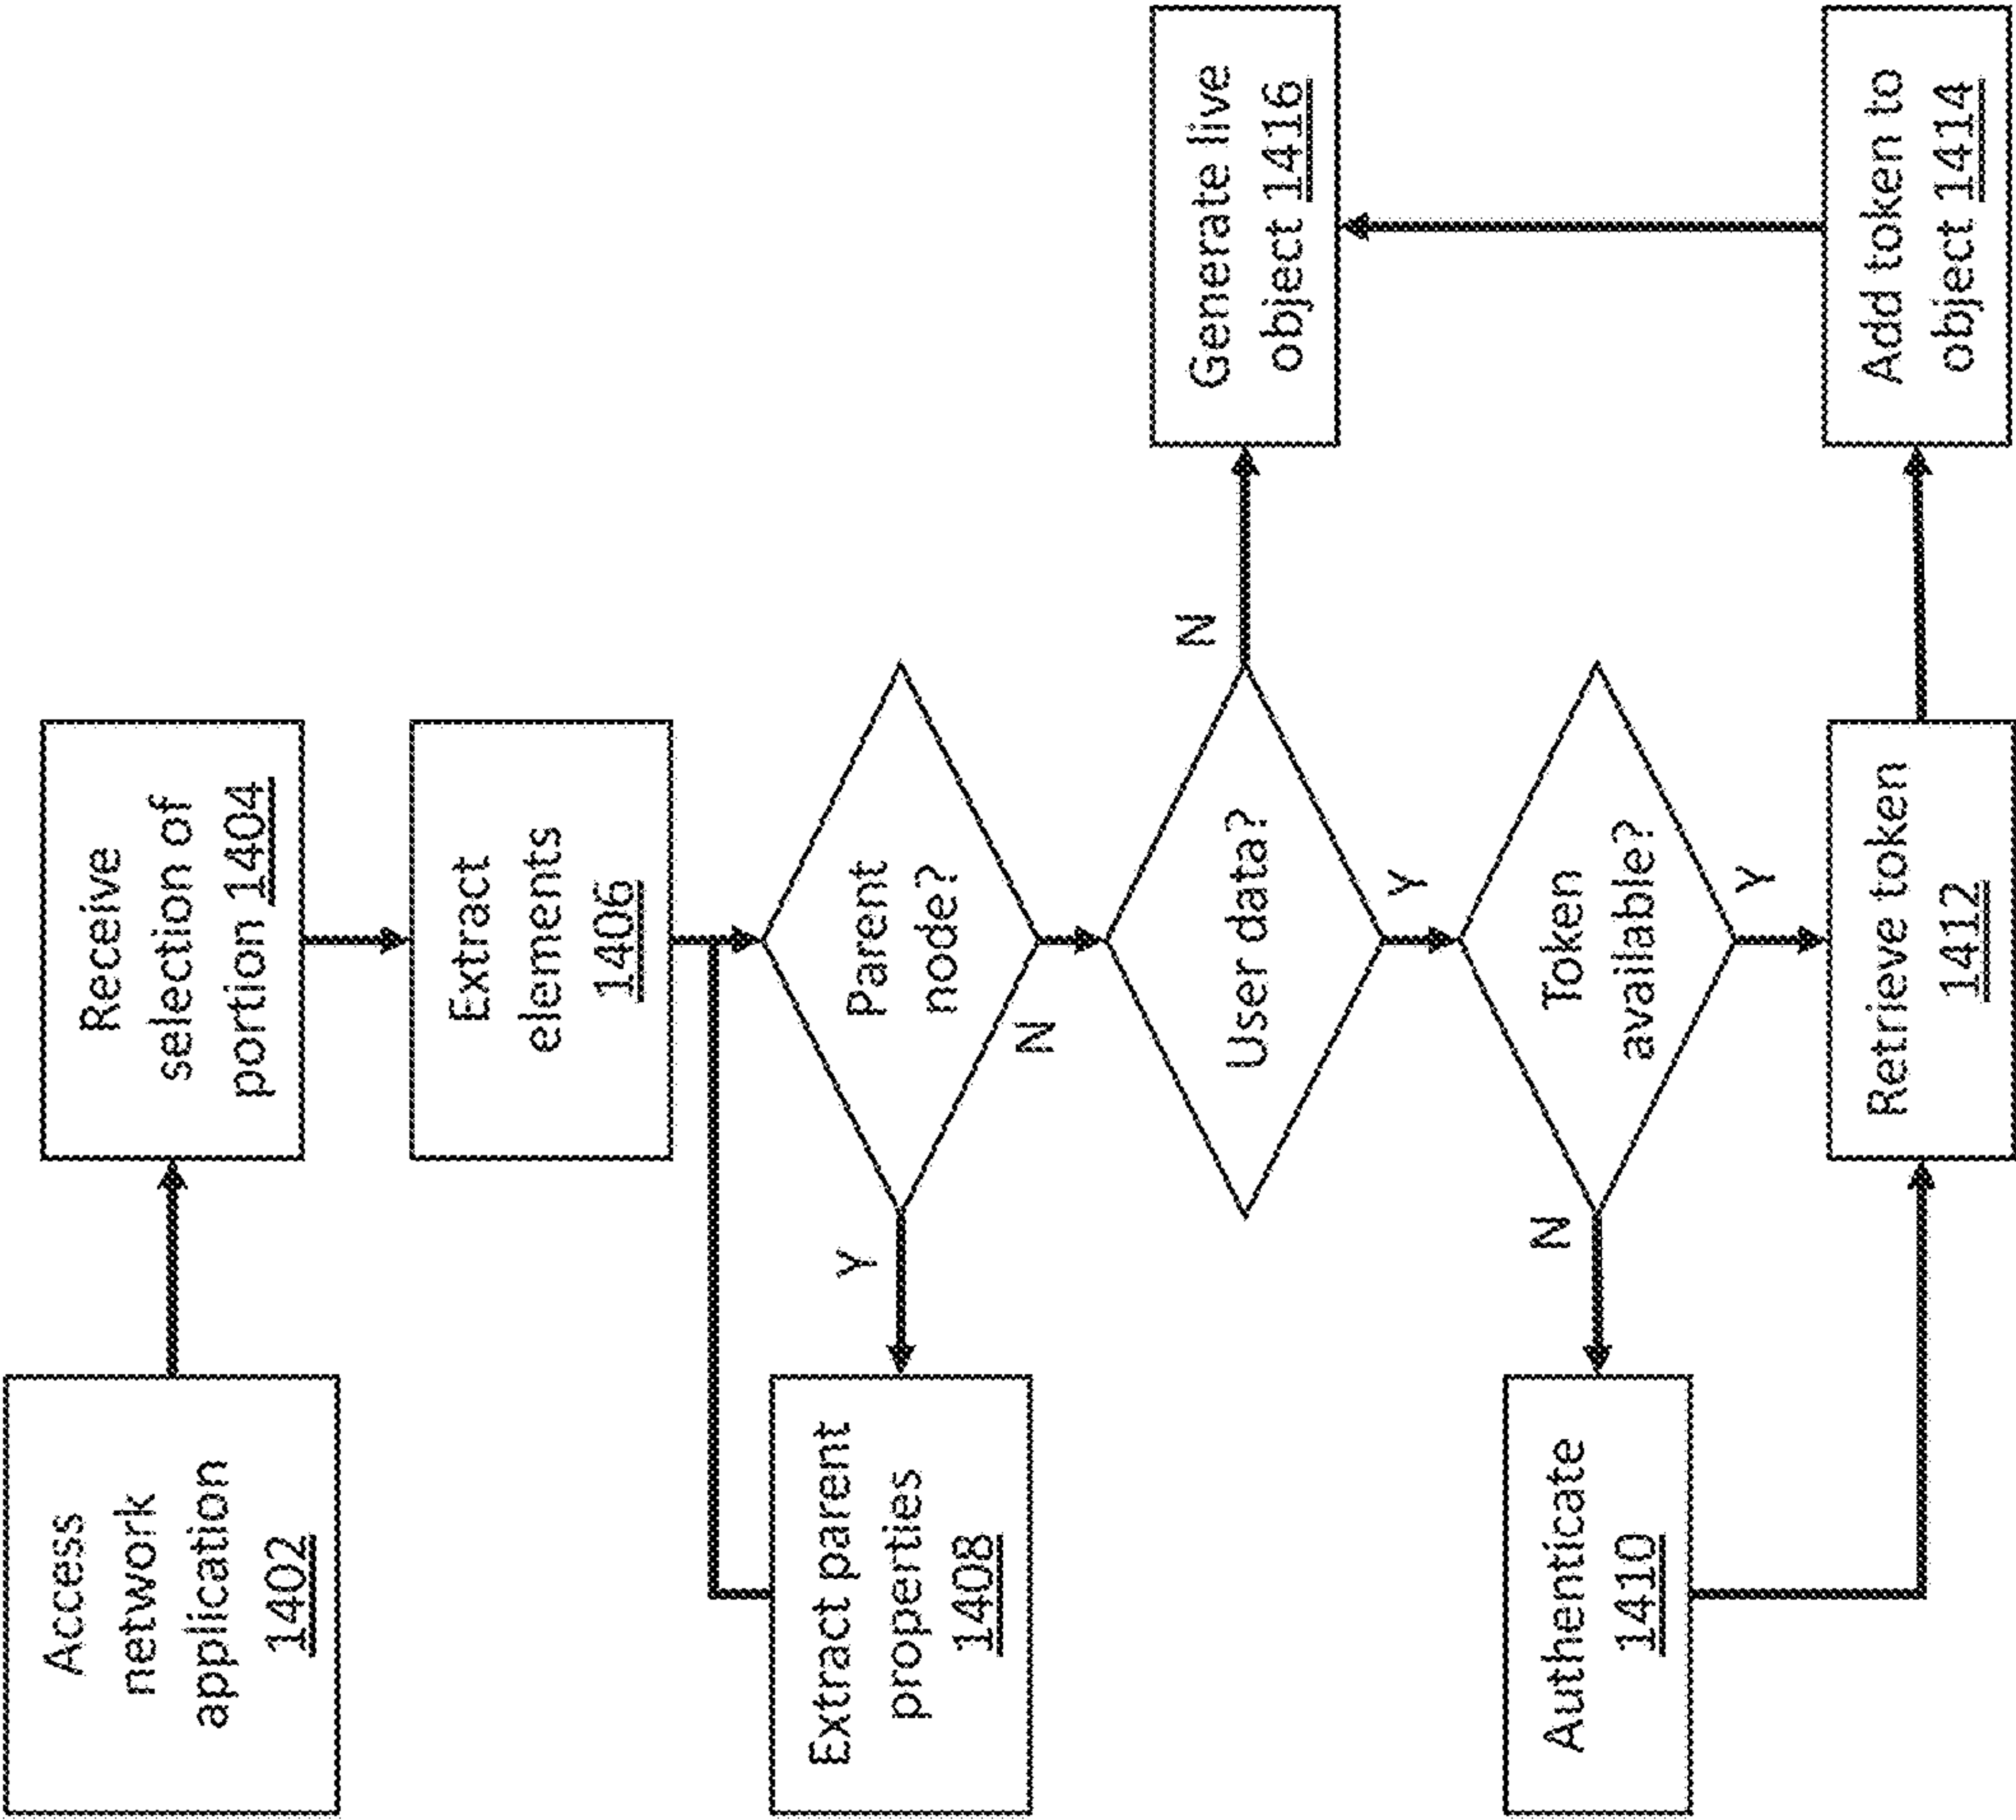 Access
network
application
1402
Receive
selection of
portion 1404
Extract
elements
1406
Parent
node?
Y
N
Extract parent
properties
1408
User data?
N
Y
Generate live
object 1416
Token
available?
N
Y
Authenticate
1410
Retrieve token
1412
Add token to
object 1414